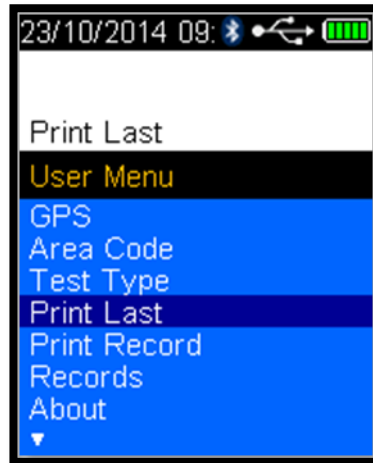 23/10/2014 09:
Print Last
User Menu
GPS
Area Code
Test Type
Print Last
Print Record
Records
About